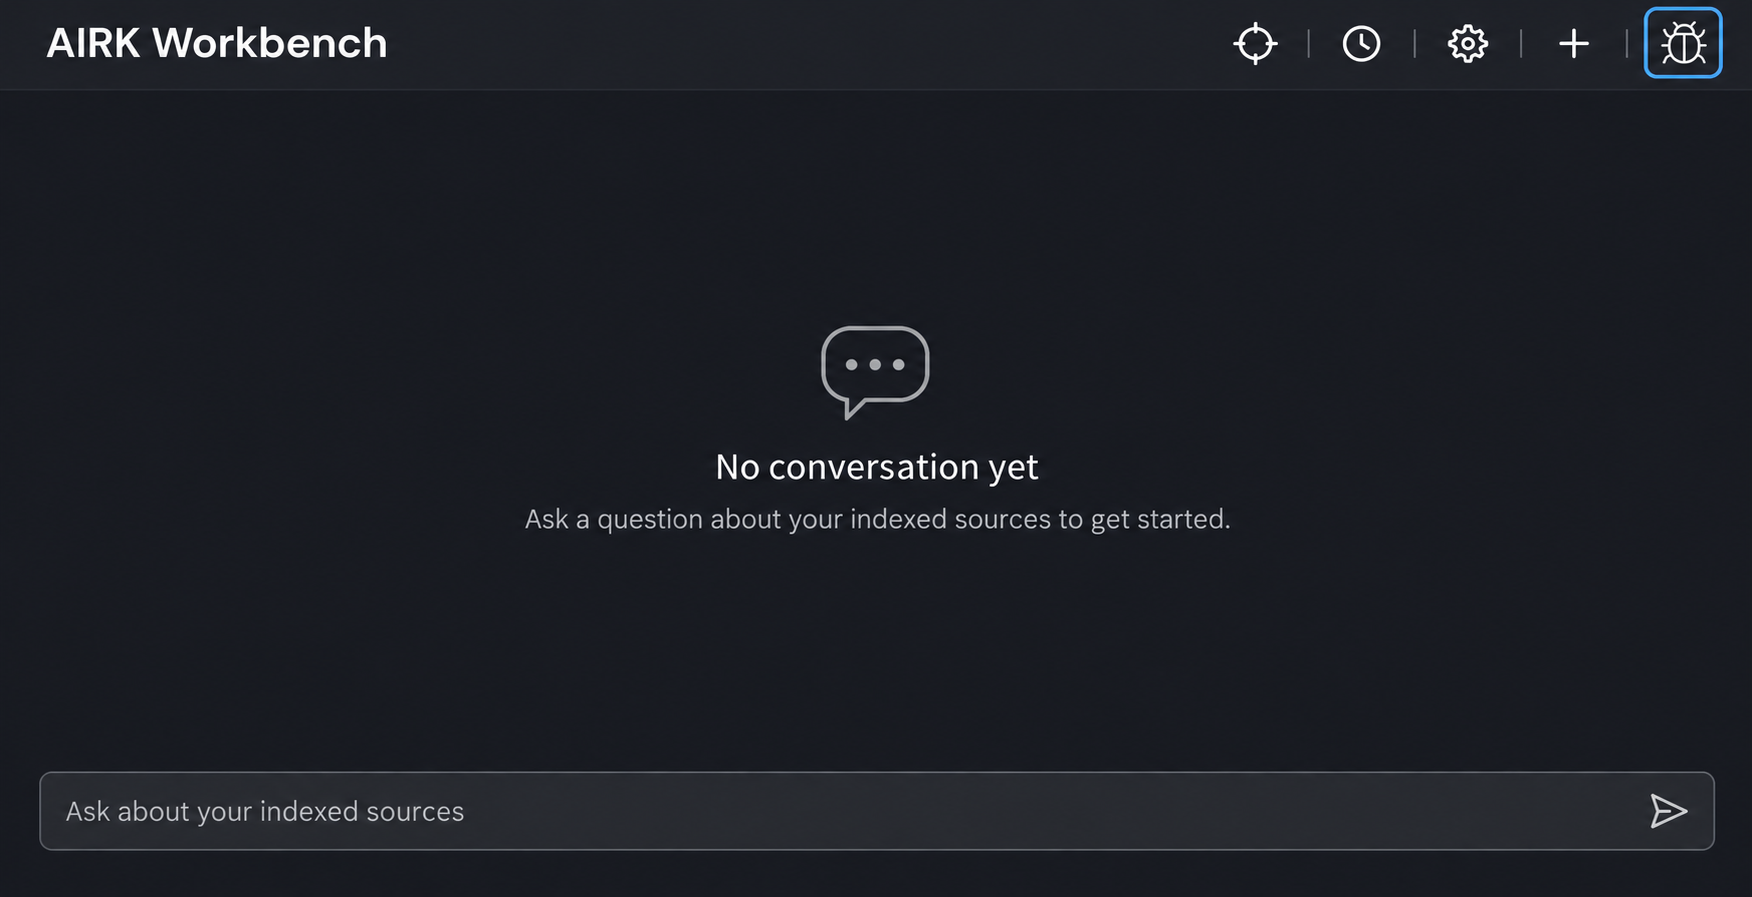 AIRK Workbench
No conversation yet
Ask a question about your indexed sources to get started.
Ask about your indexed sources